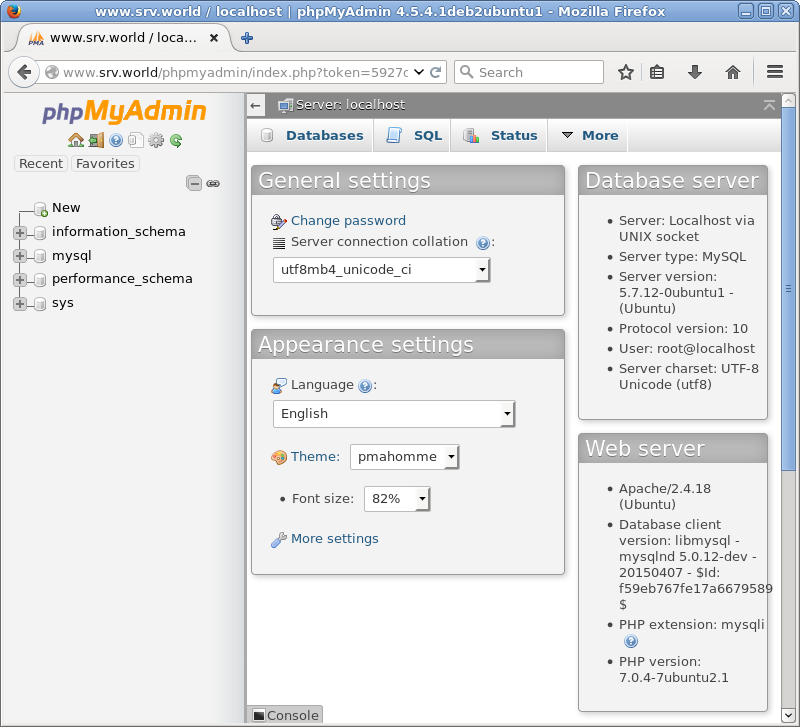 www.srv.world / localhost | phpMyAdmin 4.5.4.1deb2ubuntu1 - Mozilla Firefox
PMA www.srv.world / loca...
www.srv.world/phpmyadmin/index.php?token=5927c
Search
phpMyAdmin
Recent Favorites
New
information_schema
mysql
performance_schema
sys
Server: localhost
Databases SQL Status More
General settings
Change password
Server connection collation :
utf8mb4_unicode_ci
Appearance settings
Language :
English
Theme: pmahomme
• Font size: 82%
More settings
Database server
• Server: Localhost via
UNIX socket
• Server type: MySQL
• Server version:
5.7.12-0ubuntu1 -
(Ubuntu)
• Protocol version: 10
• User: root@localhost
• Server charset: UTF-8
Unicode (utf8)
Web server
• Apache/2.4.18
(Ubuntu)
• Database client
version: libmysql -
mysqlnd 5.0.12-dev -
20150407 - $Id:
f59eb767fe17a6679589
$
• PHP extension: mysqli
• PHP version:
7.0.4-7ubuntu2.1
Console